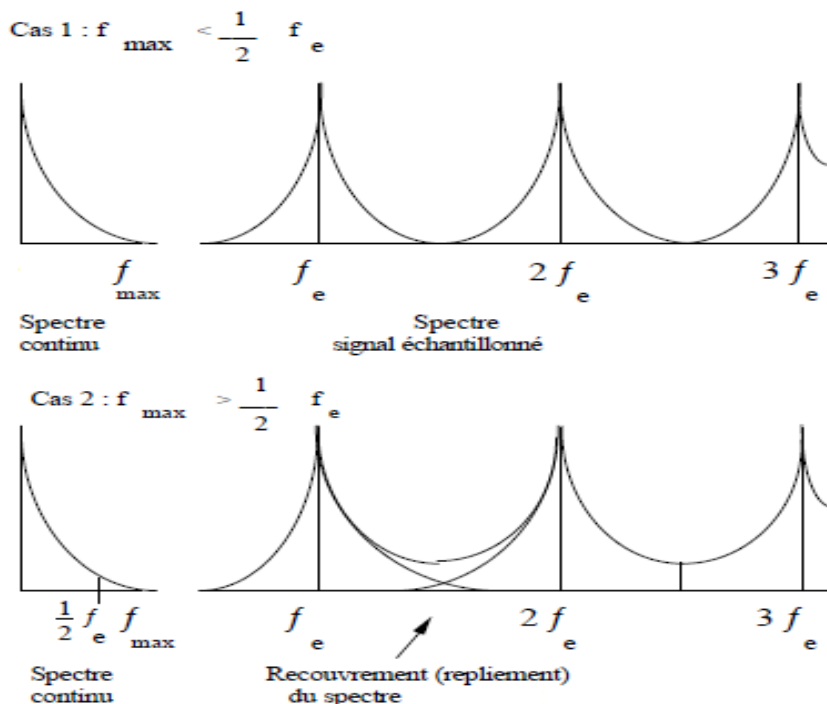 Cas 1 : f max < 1/2 f e
f max f e 2 f e 3 f e
Spectre continu
Spectre signal échantillonné
Cas 2 : f max > 1/2 f e
1/2 f e f max f e 2 f e 3 f e
Spectre continu
Recouvrement (repliement) du spectre